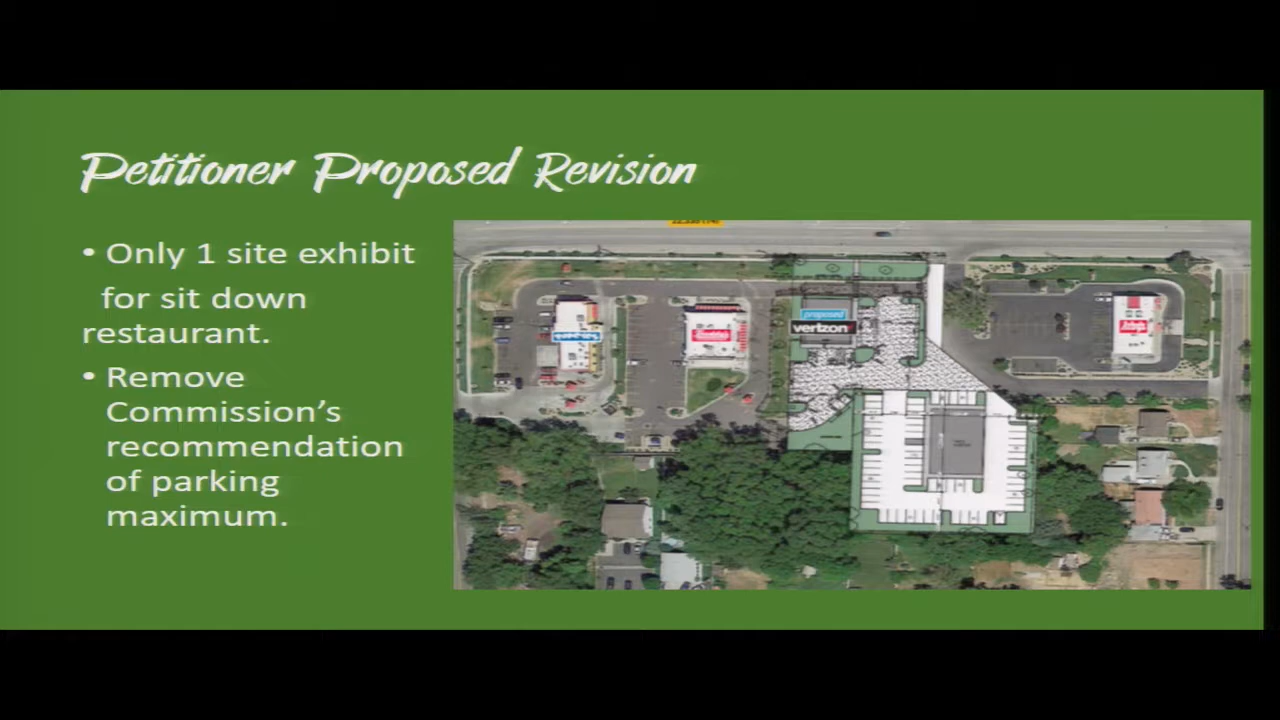 Petitioner Proposed Revision
• Only 1 site exhibit
for sit down
restaurant.
• Remove
Commission's
recommendation
of parking
maximum.
proposed
verizon
Arby's